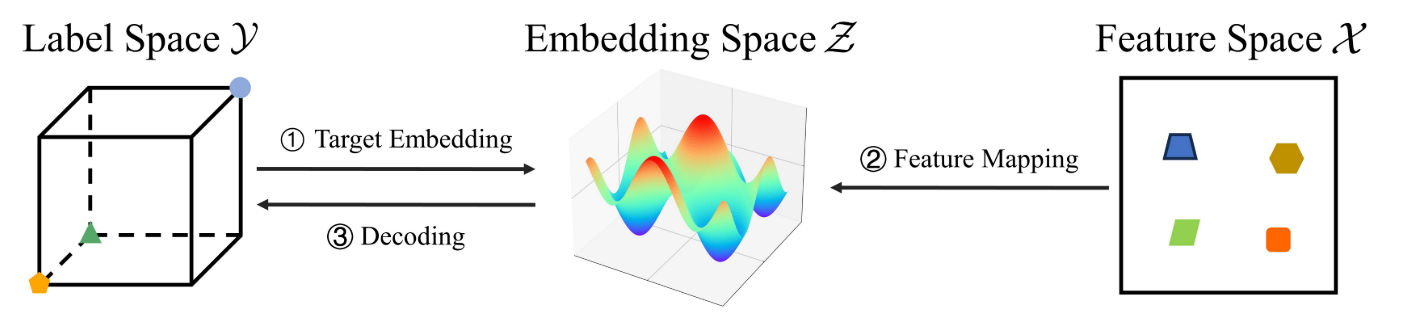 Label Space 𝒴
Embedding Space 𝒵
Feature Space 𝒳
① Target Embedding
② Feature Mapping
③ Decoding